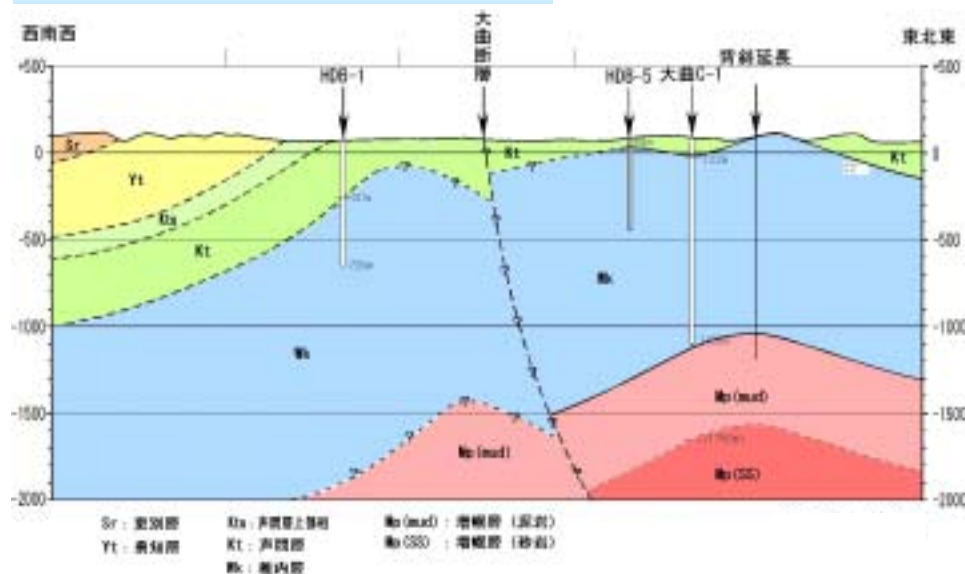 西南西
大曲断層
東北東
背斜延長
HDB-1
HDB-5
大曲C-1
+500
+500
0
0
-500
-500
-1000
-1000
-1500
-1500
-2000
-2000
Sr
Yt
Kta
Kt
Kt
Kt
Wk
Wk
Mp(mud)
Mp(mud)
Mp(SS)
Sr : 更別層
Kta : 声問層上部相
Mp(mud) : 増幌層 (泥岩)
Yt : 勇知層
Kt : 声問層
Mp(SS) : 増幌層 (砂岩)
Wk : 稚内層